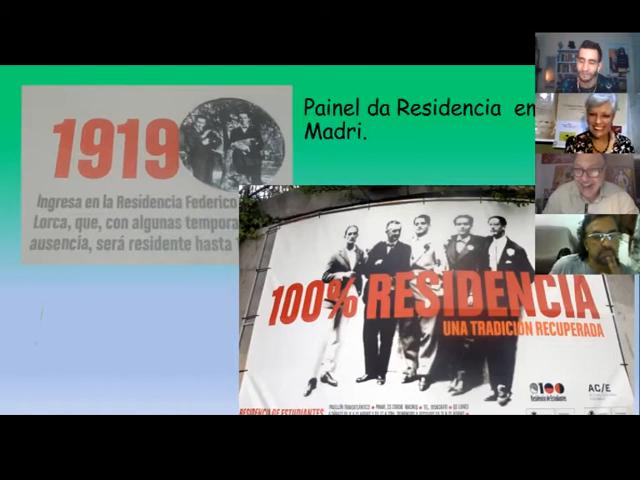 Painel da Residencia en
Madri.
1919
Ingresa en la Residencia Federico
Lorca, que, con algunas tempora
ausencia, será residente hasta
100% RESIDENCIA
UNA TRADICIÓN RECUPERADA
RESIDENCIA DE ESTUDIANTES
100
Residencia de Estudiantes
AC/E